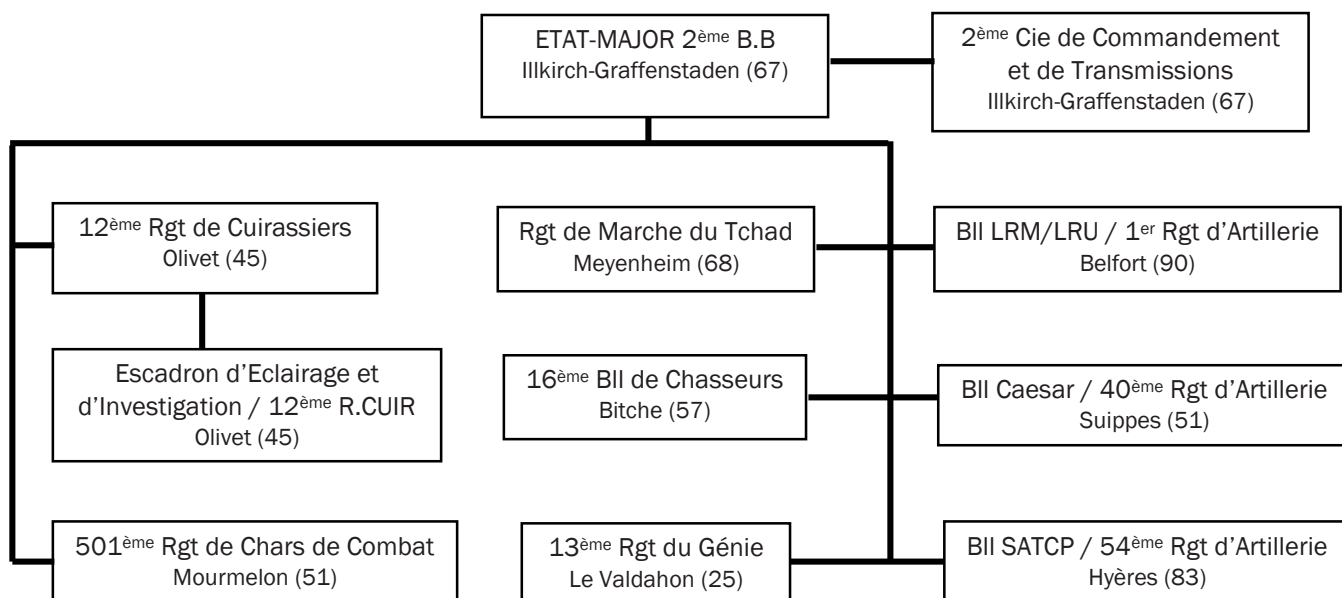 ETAT-MAJOR 2ème B.B
Illkirch-Graffenstaden (67)
2ème Cie de Commandement
et de Transmissions
Illkirch-Graffenstaden (67)
12ème Rgt de Cuirassiers
Olivet (45)
Rgt de Marche du Tchad
Meyenheim (68)
BII LRM/LRU / 1er Rgt d’Artillerie
Belfort (90)
Escadron d’Eclairage et
d’Investigation / 12ème R.CUIR
Olivet (45)
16ème BII de Chasseurs
Bitche (57)
BII Caesar / 40ème Rgt d’Artillerie
Suippes (51)
501ème Rgt de Chars de Combat
Mourmelon (51)
13ème Rgt du Génie
Le Valdahon (25)
BII SATCP / 54ème Rgt d’Artillerie
Hyères (83)